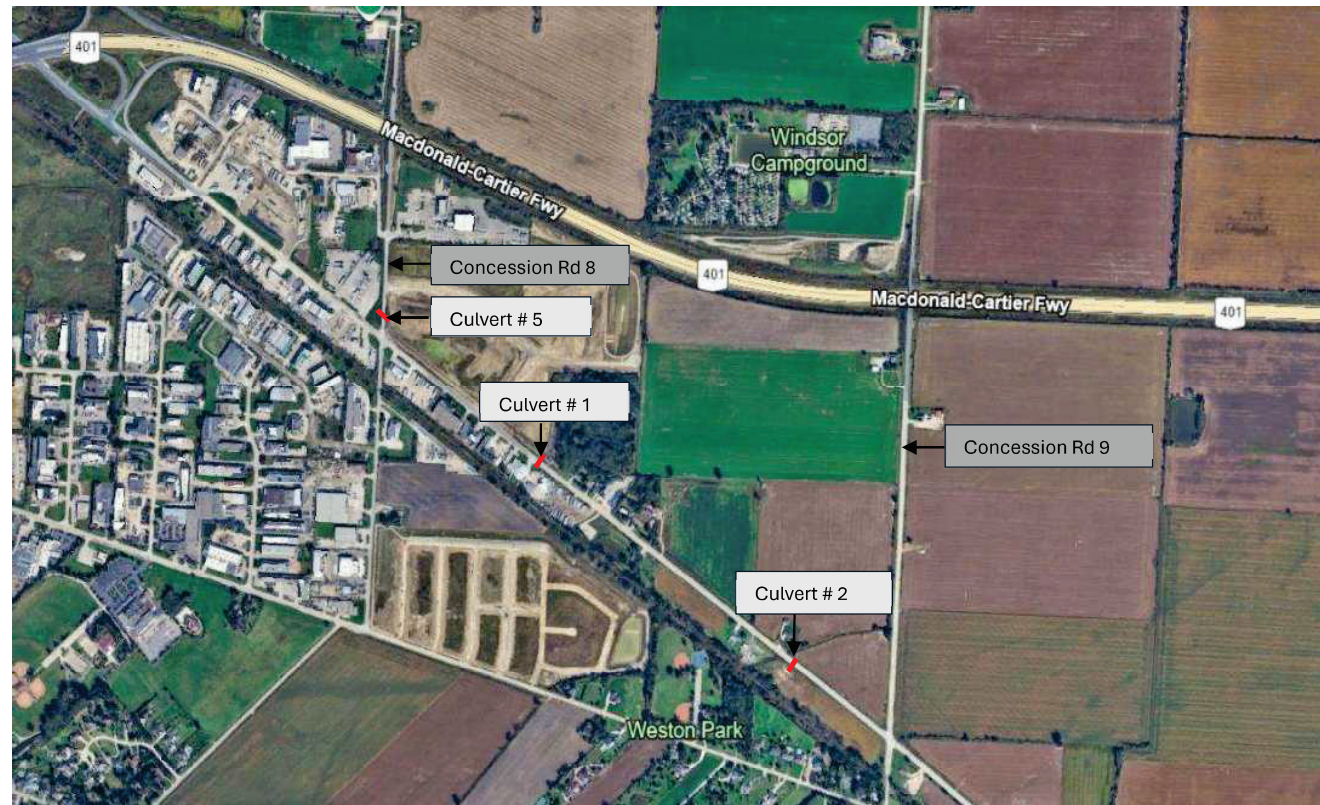 401
Macdonald-Cartier Fwy
Windsor
Campground
Concession Rd 8
401
Macdonald-Cartier Fwy
401
Culvert # 5
Culvert # 1
Concession Rd 9
Culvert # 2
Weston Park